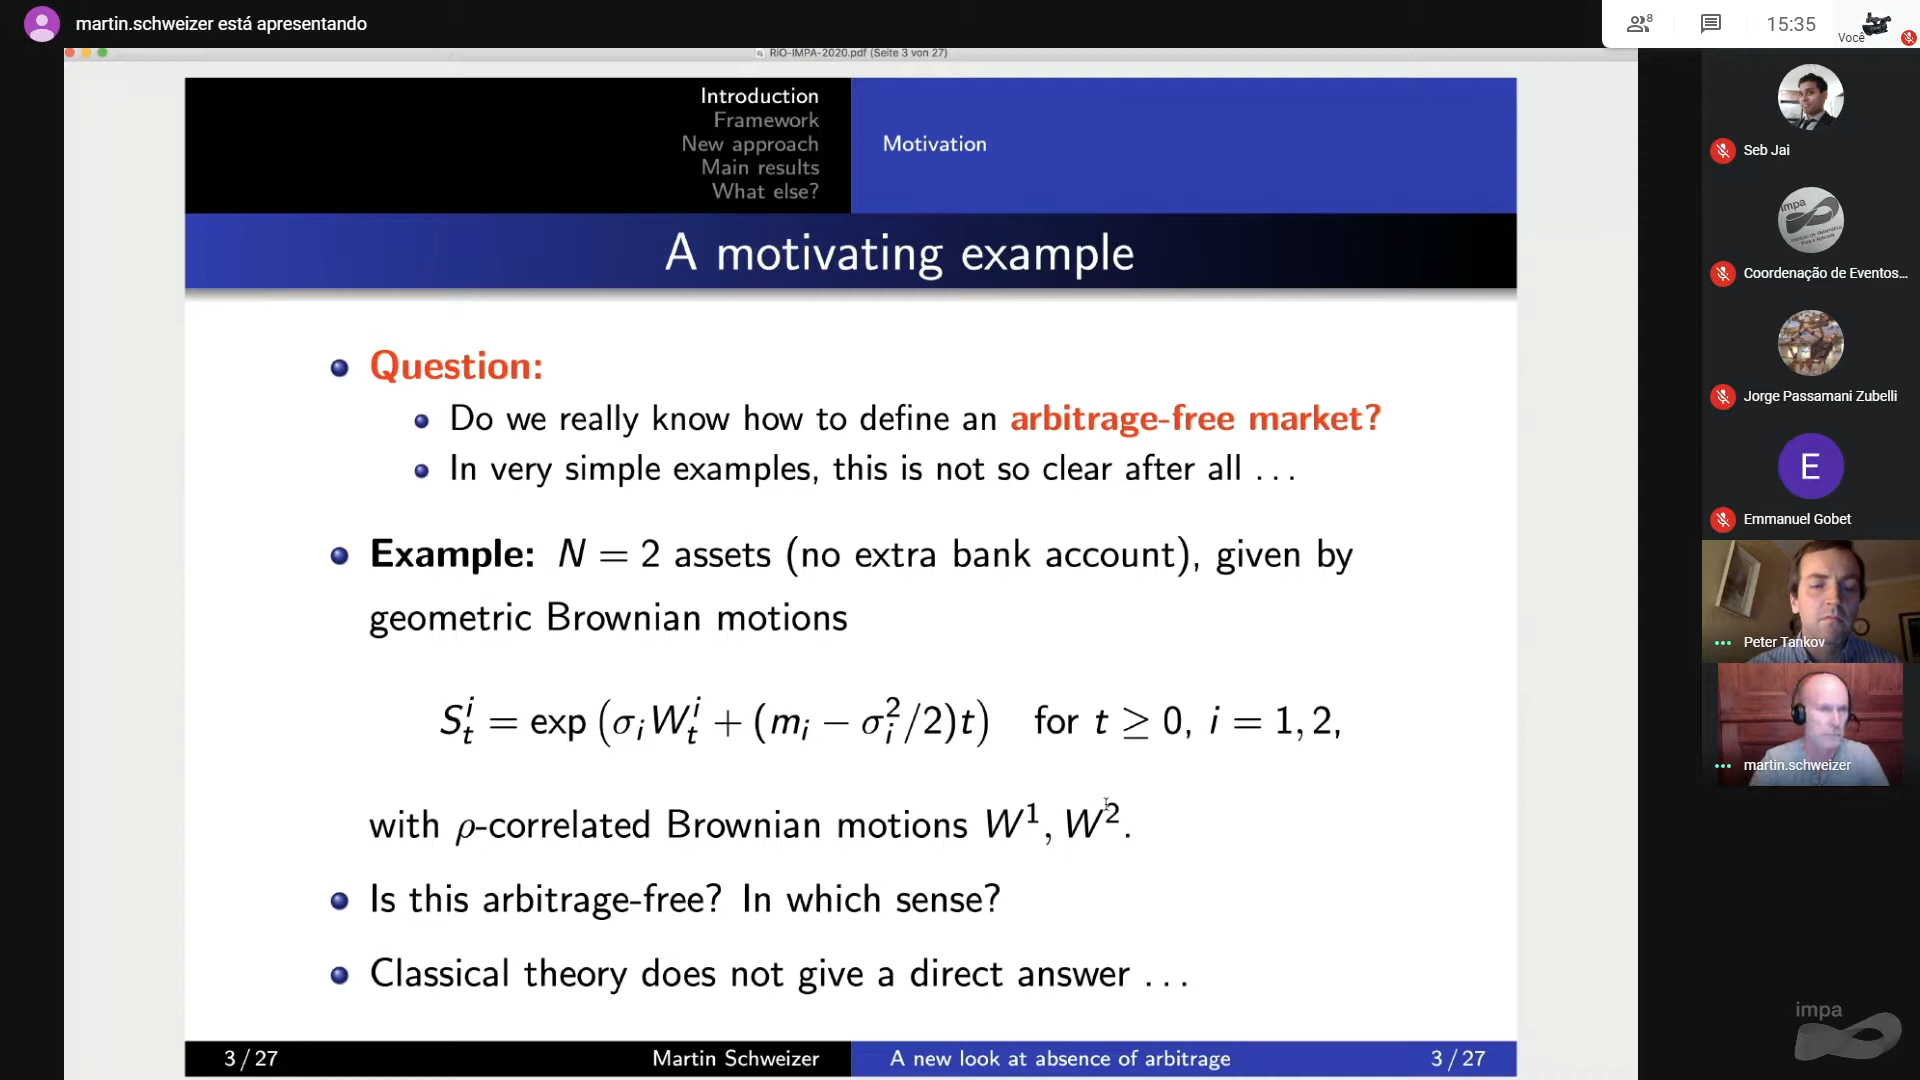 martin.schweizer está apresentando
8
15:35
Você
RIO-IMPA-2020.pdf (Seite 3 von 27)
Introduction
Framework
New approach
Main results
What else?
Motivation
A motivating example
Question:
Do we really know how to define an arbitrage-free market?
In very simple examples, this is not so clear after all . . .
Example: N = 2 assets (no extra bank account), given by
geometric Brownian motions
S_t^i = exp (σ_i W_t^i + (m_i − σ_i^2/2)t) for t ≥ 0, i = 1, 2,
with ρ-correlated Brownian motions W^1, W^2.
Is this arbitrage-free? In which sense?
Classical theory does not give a direct answer . . .
3 / 27
Martin Schweizer
A new look at absence of arbitrage
3 / 27
Seb Jai
impa
Coordenação de Eventos...
Jorge Passamani Zubelli
E
Emmanuel Gobet
Peter Tankov
martin.schweizer
impa